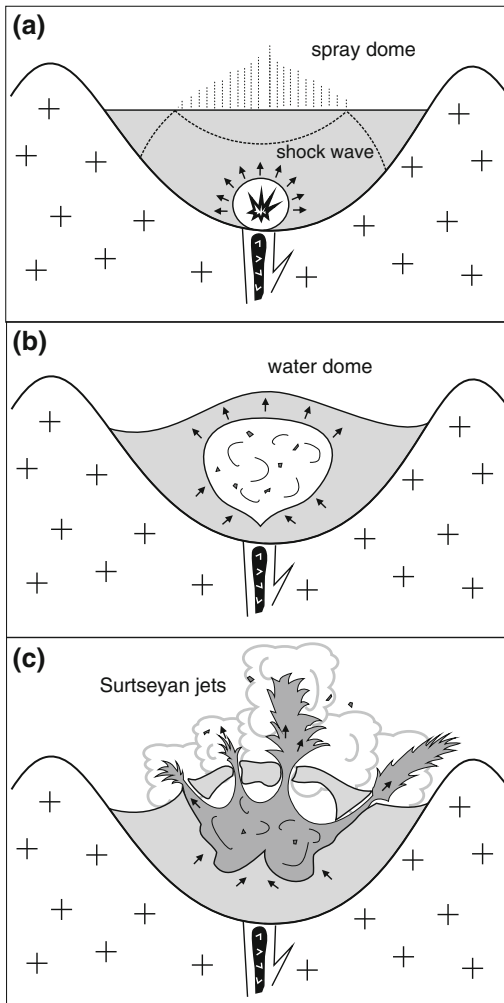 (a)
spray dome
shock wave
(b)
water dome
(c)
Surtseyan jets